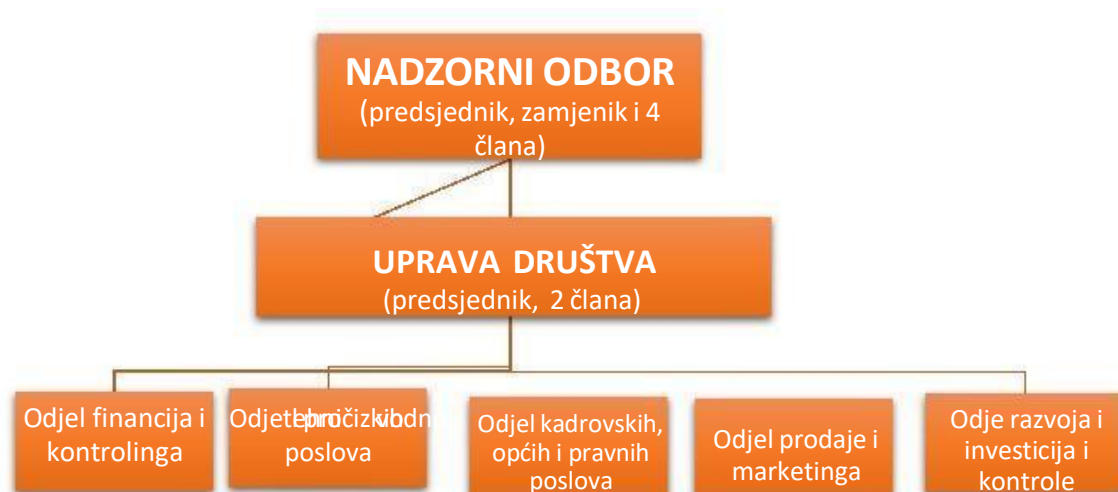 NADZORNI ODBOR
(predsjednik, zamjenik i 4
člana)
UPRAVA DRUŠTVA
(predsjednik, 2 člana)
Odjel financija i
kontrolinga
poslova
Odjel kadrovskih,
općih i pravnih
poslova
Odjel prodaje i
marketinga
Odje razvoja i
investicija i
kontrole